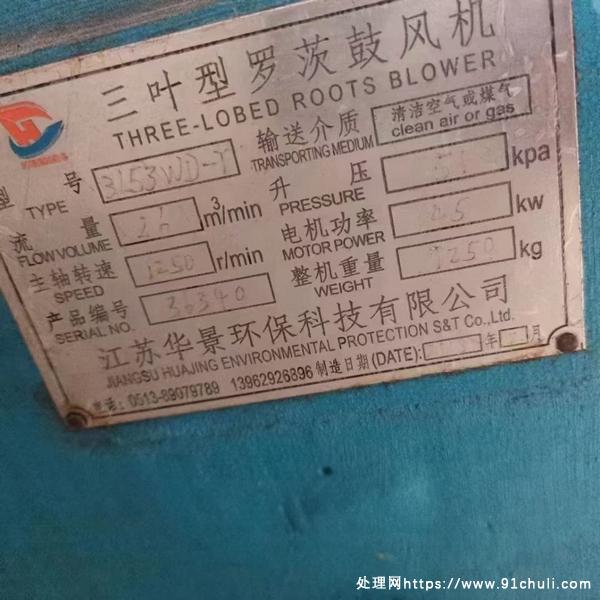 三叶型罗茨鼓风机
THREE-LOBED ROOTS BLOWER
型 号 3L53WD-T
TYPE
输送介质 清洁空气或煤气
TRANSPORTING MEDIUM clean air or gas
流 量 m³/min
FLOW VOLUME
升 压 kpa
PRESSURE
主轴转速 1250 r/min
SPEED
电机功率 kw
MOTOR POWER
产品编号 36340
SERIAL NO.
整机重量 1250 kg
WEIGHT
江苏华景环保科技有限公司
JIANGSU HUAJING ENVIRONMENTAL PROTECTION S&T Co.,Ltd.
电话: 0513-89079789 13962926896 制造日期(DATE): 年 月
处理网https://www.91chuli.com/